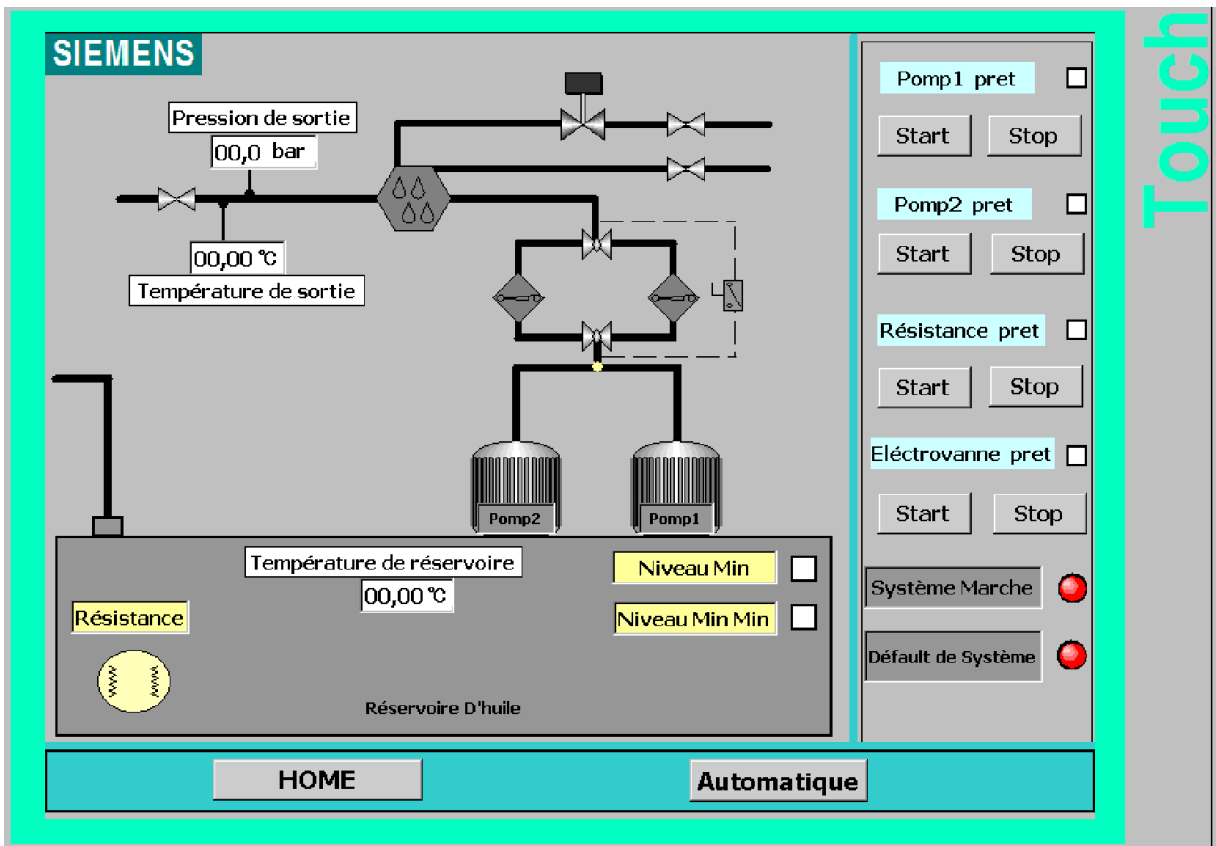 SIEMENS
Touch
Pression de sortie
00,0 bar
00,00 °C
Température de sortie
Pomp2
Pomp1
Température de réservoire
00,00 °C
Niveau Min
Niveau Min Min
Résistance
Réservoire D'huile
Pomp1 pret
Start
Stop
Pomp2 pret
Start
Stop
Résistance pret
Start
Stop
Eléctrovanne pret
Start
Stop
Système Marche
Défault de Système
HOME
Automatique